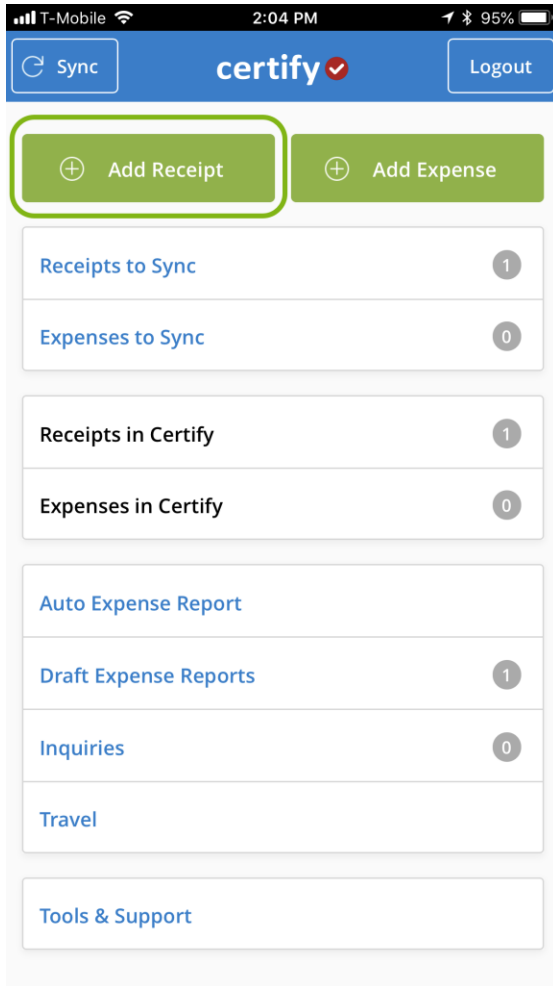 T-Mobile 2:04 PM 95%
Sync certify Logout
Add Receipt Add Expense
Receipts to Sync 1
Expenses to Sync 0
Receipts in Certify 1
Expenses in Certify 0
Auto Expense Report
Draft Expense Reports 1
Inquiries 0
Travel
Tools & Support